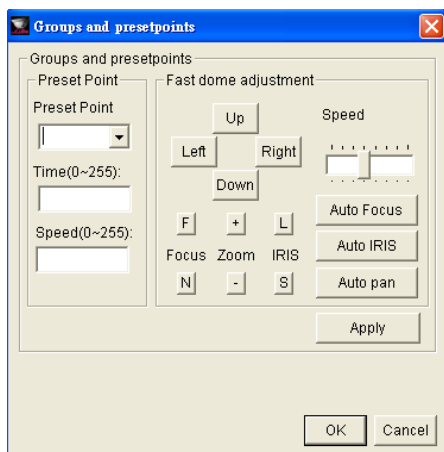 Groups and presetpoints
Groups and presetpoints
Preset Point
Preset Point
Time(0~255):
Speed(0~255):
Fast dome adjustment
Up
Left
Right
Down
Speed
F
+
L
Focus
Zoom
IRIS
N
-
S
Auto Focus
Auto IRIS
Auto pan
Apply
OK
Cancel